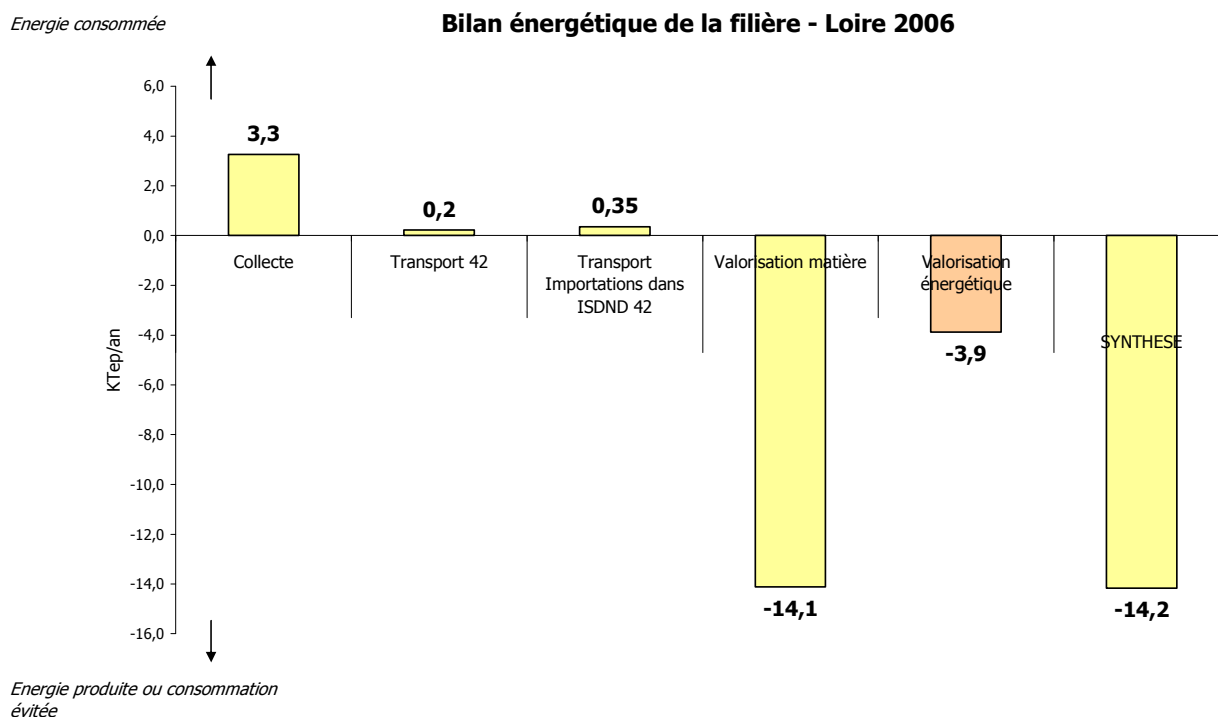 Energie consommée
Bilan énergétique de la filière - Loire 2006
6,0
4,0
2,0
0,0
-2,0
-4,0
-6,0
-8,0
-10,0
-12,0
-14,0
-16,0
KTep/an
3,3
0,2
0,35
-14,1
-3,9
-14,2
Collecte
Transport 42
Transport
Importations dans
ISDND 42
Valorisation matière
Valorisation
énergétique
SYNTHESE
Energie produite ou consommation
évitée